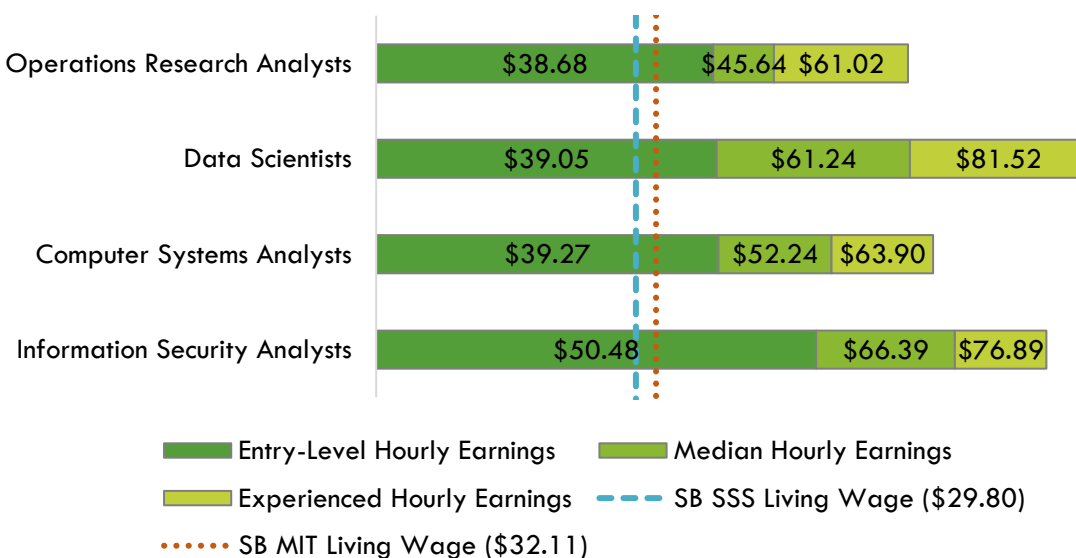 Operations Research Analysts $38.68 $45.64 $61.02
Data Scientists $39.05 $61.24 $81.52
Computer Systems Analysts $39.27 $52.24 $63.90
Information Security Analysts $50.48 $66.39 $76.89
Entry-Level Hourly Earnings Median Hourly Earnings
Experienced Hourly Earnings SB SSS Living Wage ($29.80)
SB MIT Living Wage ($32.11)